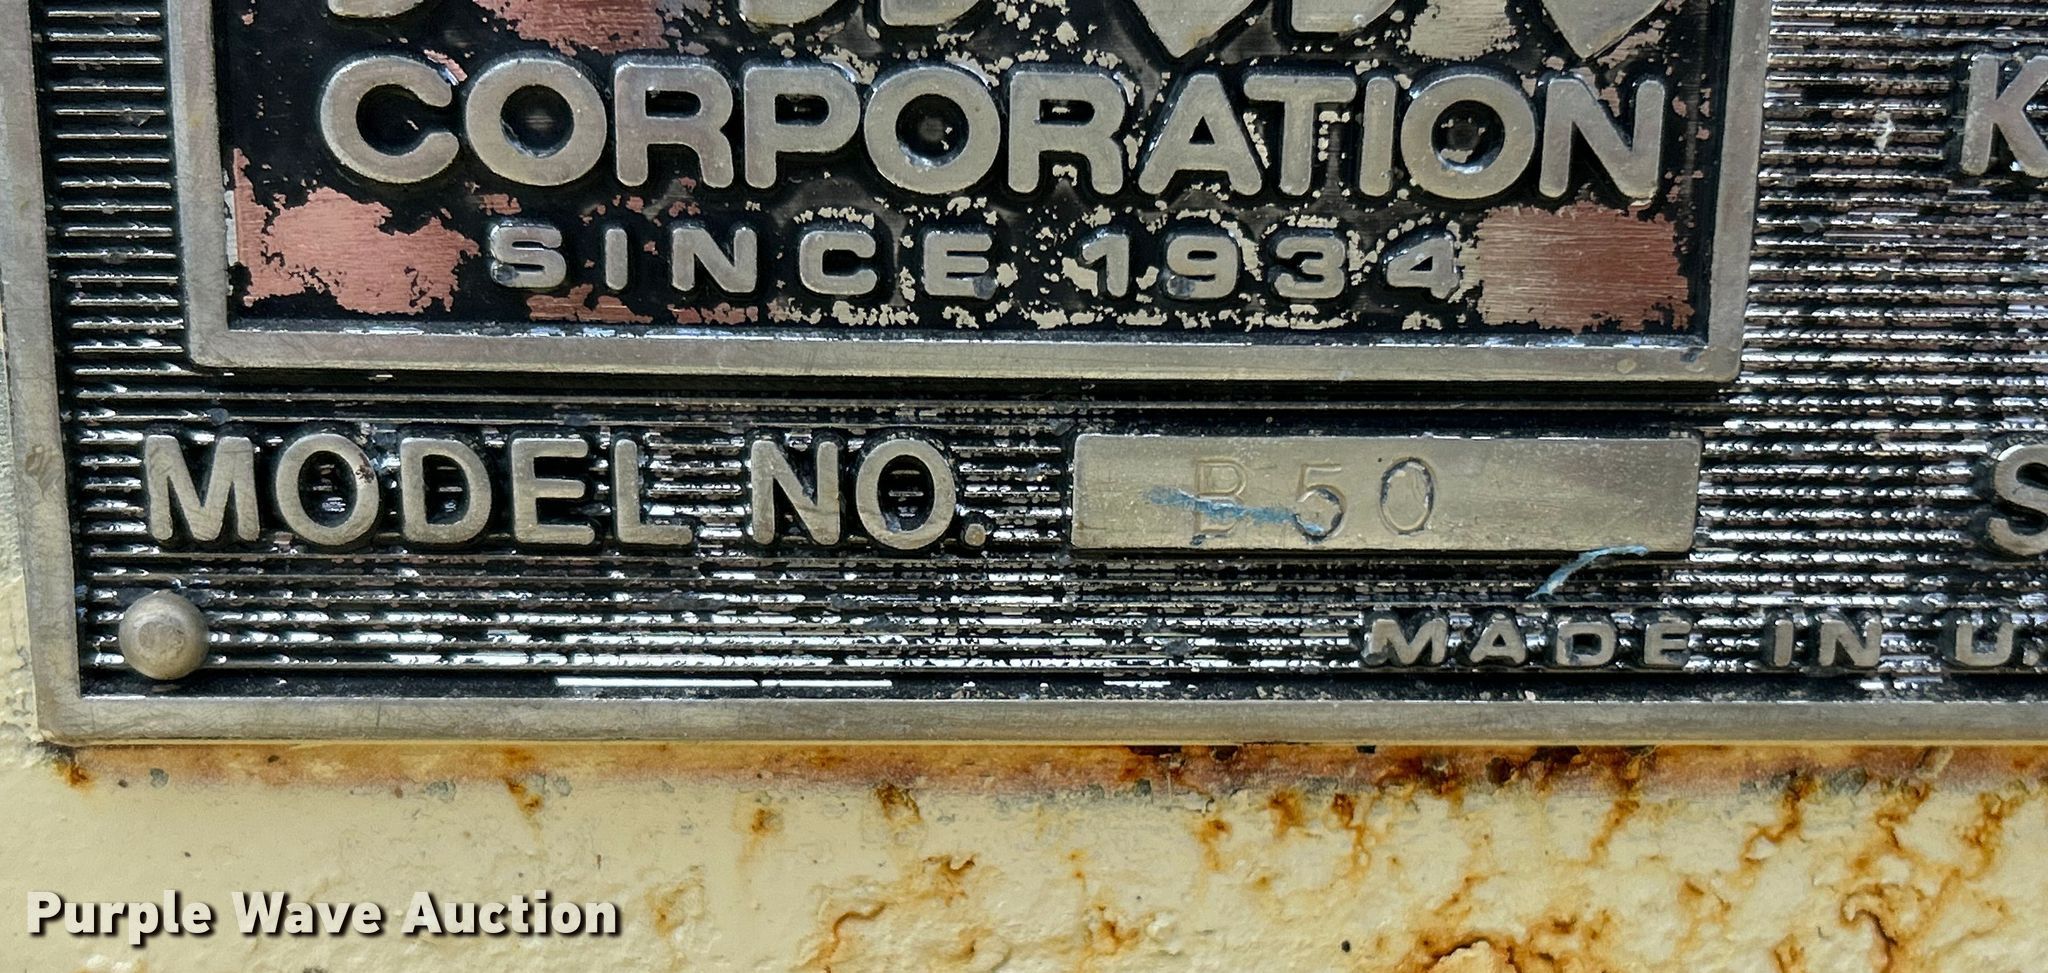 CORPORATION
SINCE 1934
K
MODEL NO. B50
S
MADE IN U.
Purple Wave Auction